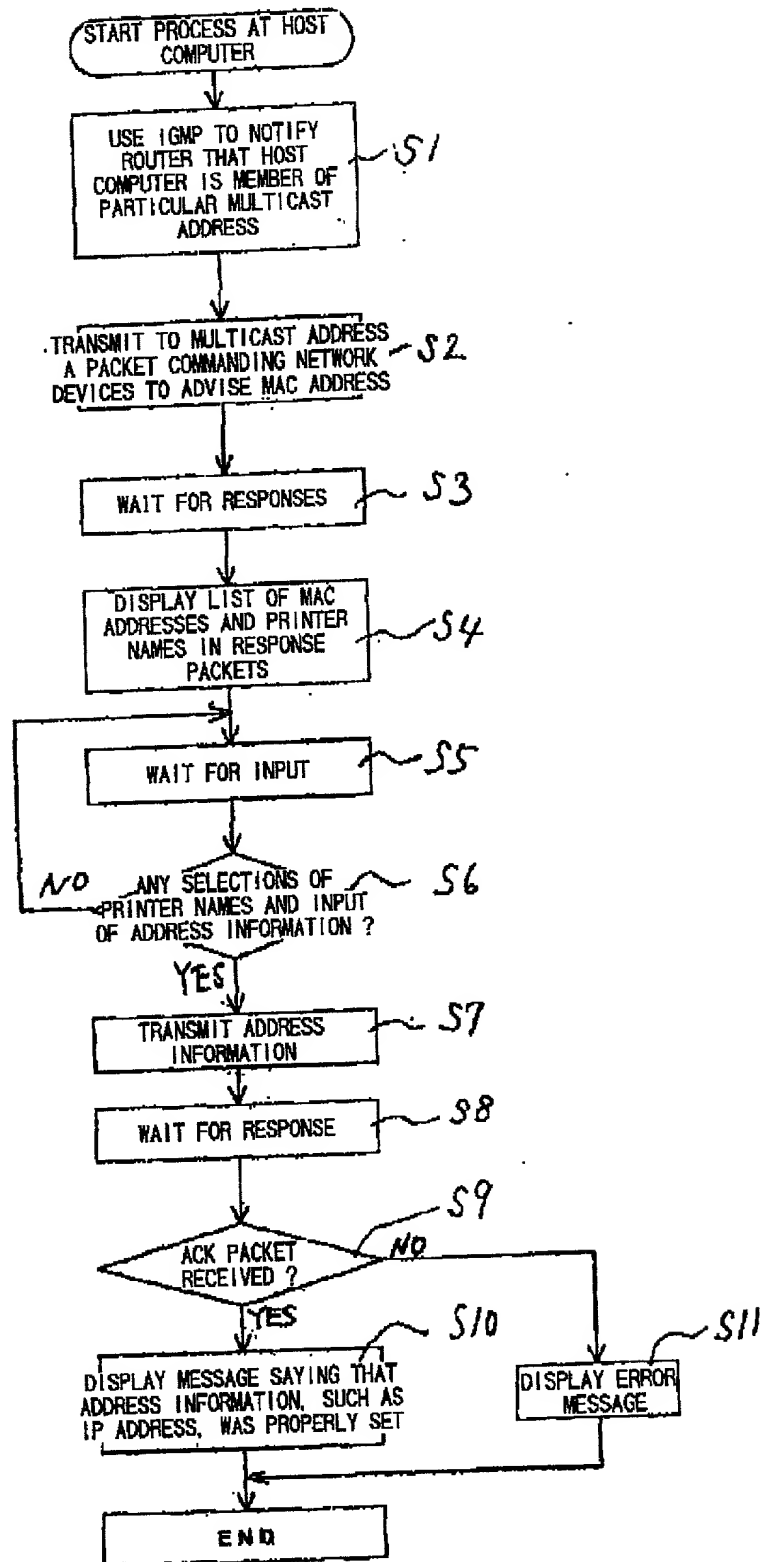 START PROCESS AT HOST
COMPUTER
USE IGMP TO NOTIFY
ROUTER THAT HOST
COMPUTER IS MEMBER OF
PARTICULAR MULTICAST
ADDRESS
S1
TRANSMIT TO MULTICAST ADDRESS
A PACKET COMMANDING NETWORK
DEVICES TO ADVISE MAC ADDRESS
S2
WAIT FOR RESPONSES
S3
DISPLAY LIST OF MAC
ADDRESSES AND PRINTER
NAMES IN RESPONSE
PACKETS
S4
WAIT FOR INPUT
S5
NO
ANY SELECTIONS OF
PRINTER NAMES AND INPUT
OF ADDRESS INFORMATION ?
S6
YES
TRANSMIT ADDRESS
INFORMATION
S7
WAIT FOR RESPONSE
S8
S9
ACK PACKET
RECEIVED ?
NO
YES
S10
DISPLAY MESSAGE SAYING THAT
ADDRESS INFORMATION, SUCH AS
IP ADDRESS, WAS PROPERLY SET
S11
DISPLAY ERROR
MESSAGE
END